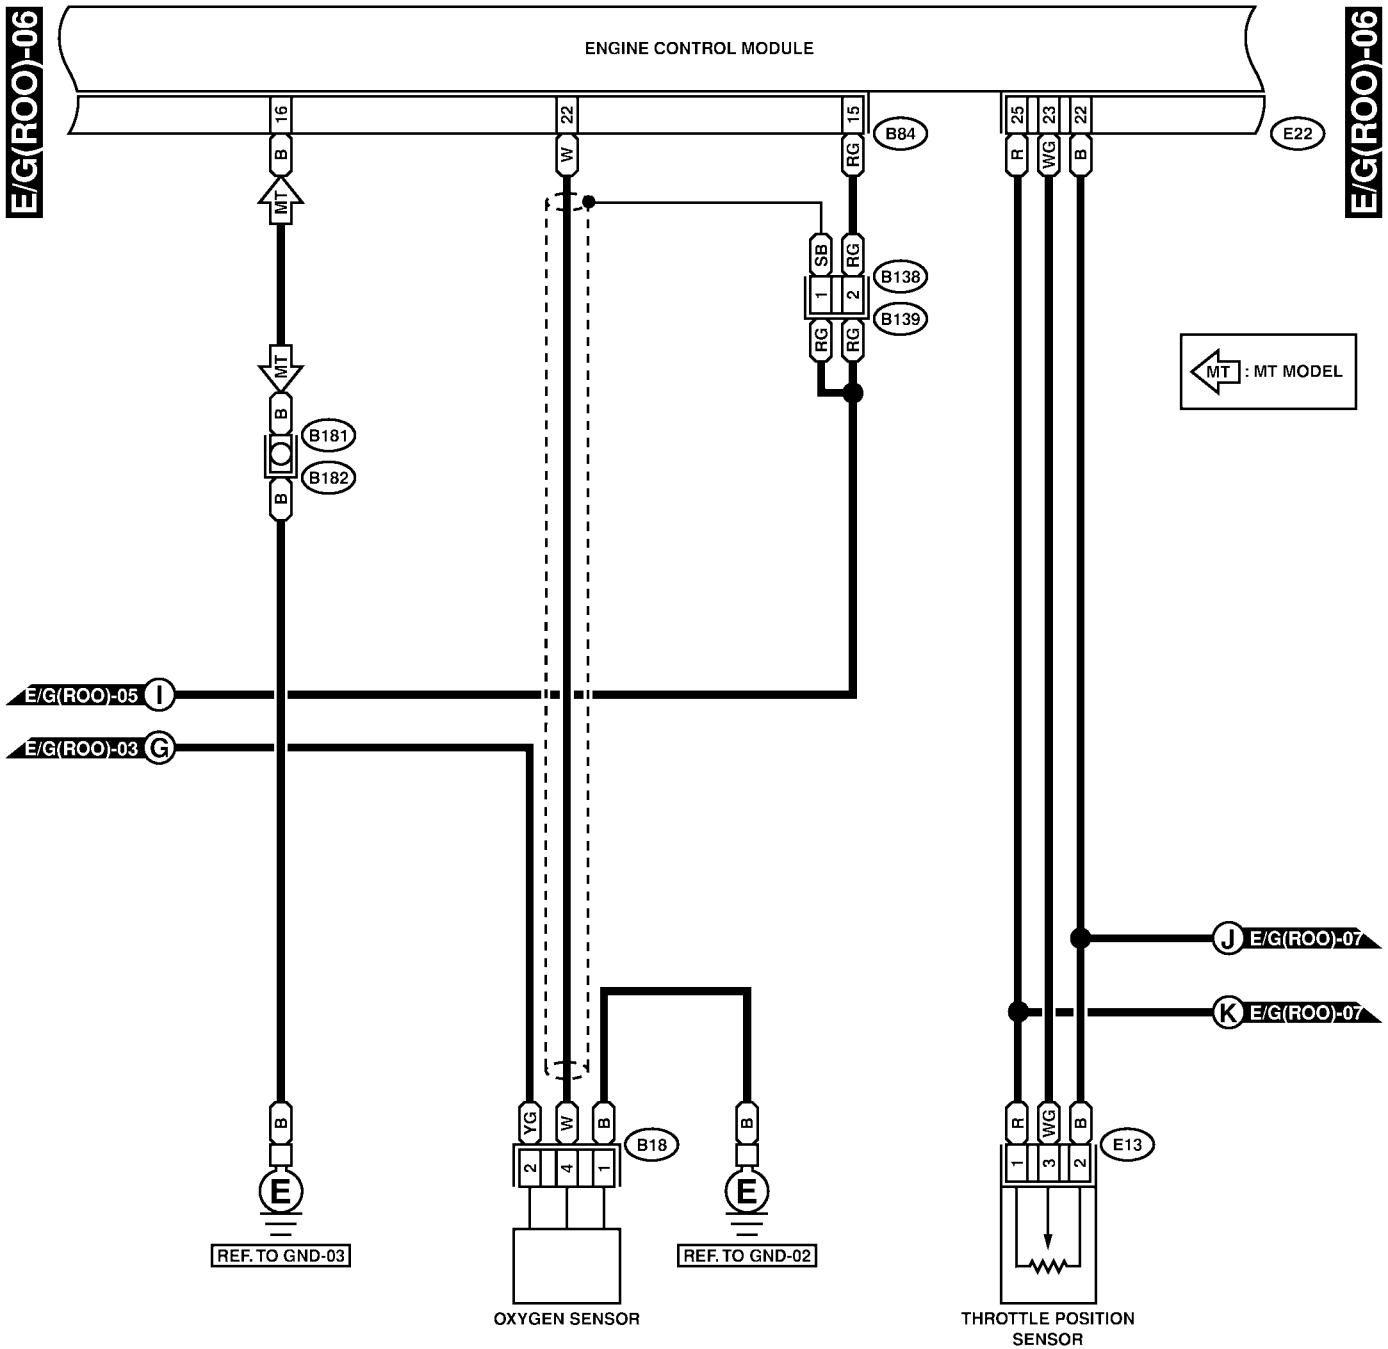 E/G(ROO)-06
E/G(ROO)-06
ENGINE CONTROL MODULE
16
22
15
25
23
22
B84
E22
B
W
RG
R
WG
B
MT
SB
RG
B138
1
2
B139
RG
RG
MT
MT : MT MODEL
B
B181
B182
B
E/G(ROO)-05 I
E/G(ROO)-03 G
J E/G(ROO)-07
K E/G(ROO)-07
B
YG
W
B
B
R
WG
B
B18
E13
2
4
1
1
3
2
E
E
REF. TO GND-03
REF. TO GND-02
OXYGEN SENSOR
THROTTLE POSITION
SENSOR